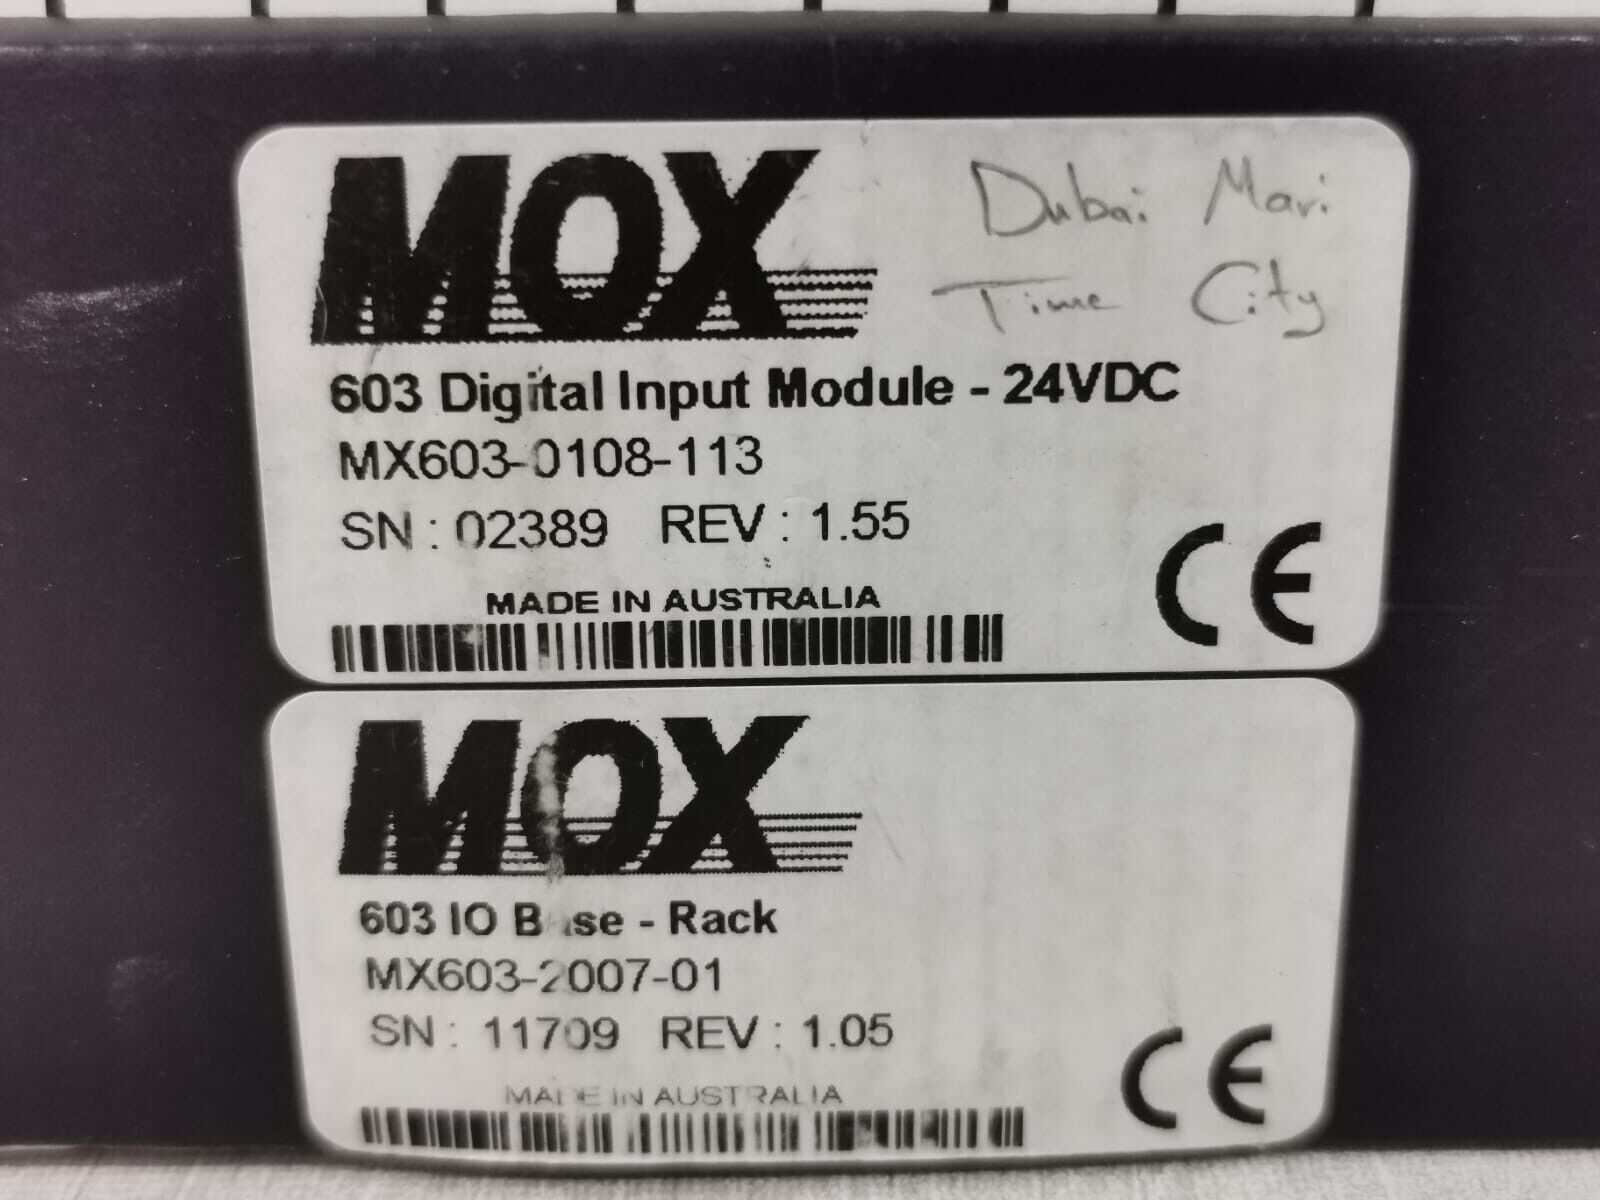 MOX
Dubai Mari
Time City
603 Digital Input Module - 24VDC
MX603-0108-113
SN : 02389 REV : 1.55
MADE IN AUSTRALIA
CE
MOX
603 IO Base - Rack
MX603-2007-01
SN : 11709 REV : 1.05
MADE IN AUSTRALIA
CE